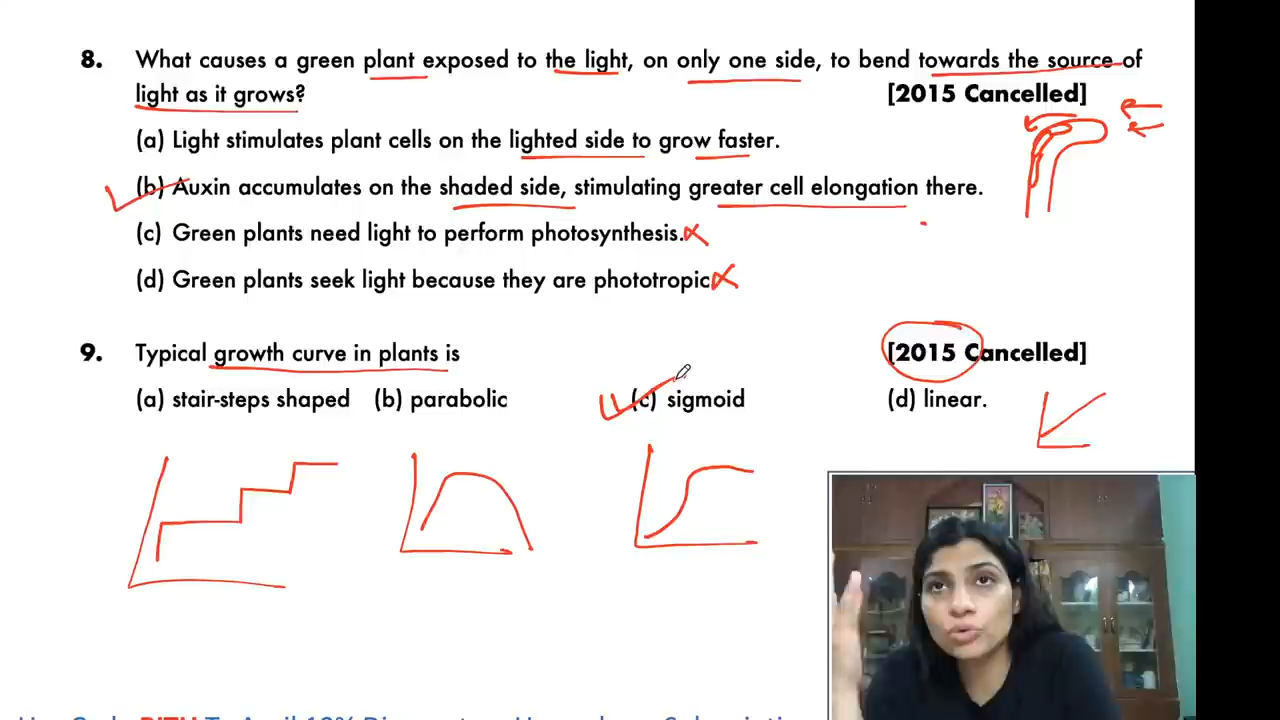 8. What causes a green plant exposed to the light, on only one side, to bend towards the source of
light as it grows? [2015 Cancelled]
(a) Light stimulates plant cells on the lighted side to grow faster.
(b) Auxin accumulates on the shaded side, stimulating greater cell elongation there.
(c) Green plants need light to perform photosynthesis.
(d) Green plants seek light because they are phototropic
9. Typical growth curve in plants is [2015 Cancelled]
(a) stair-steps shaped (b) parabolic (c) sigmoid (d) linear.